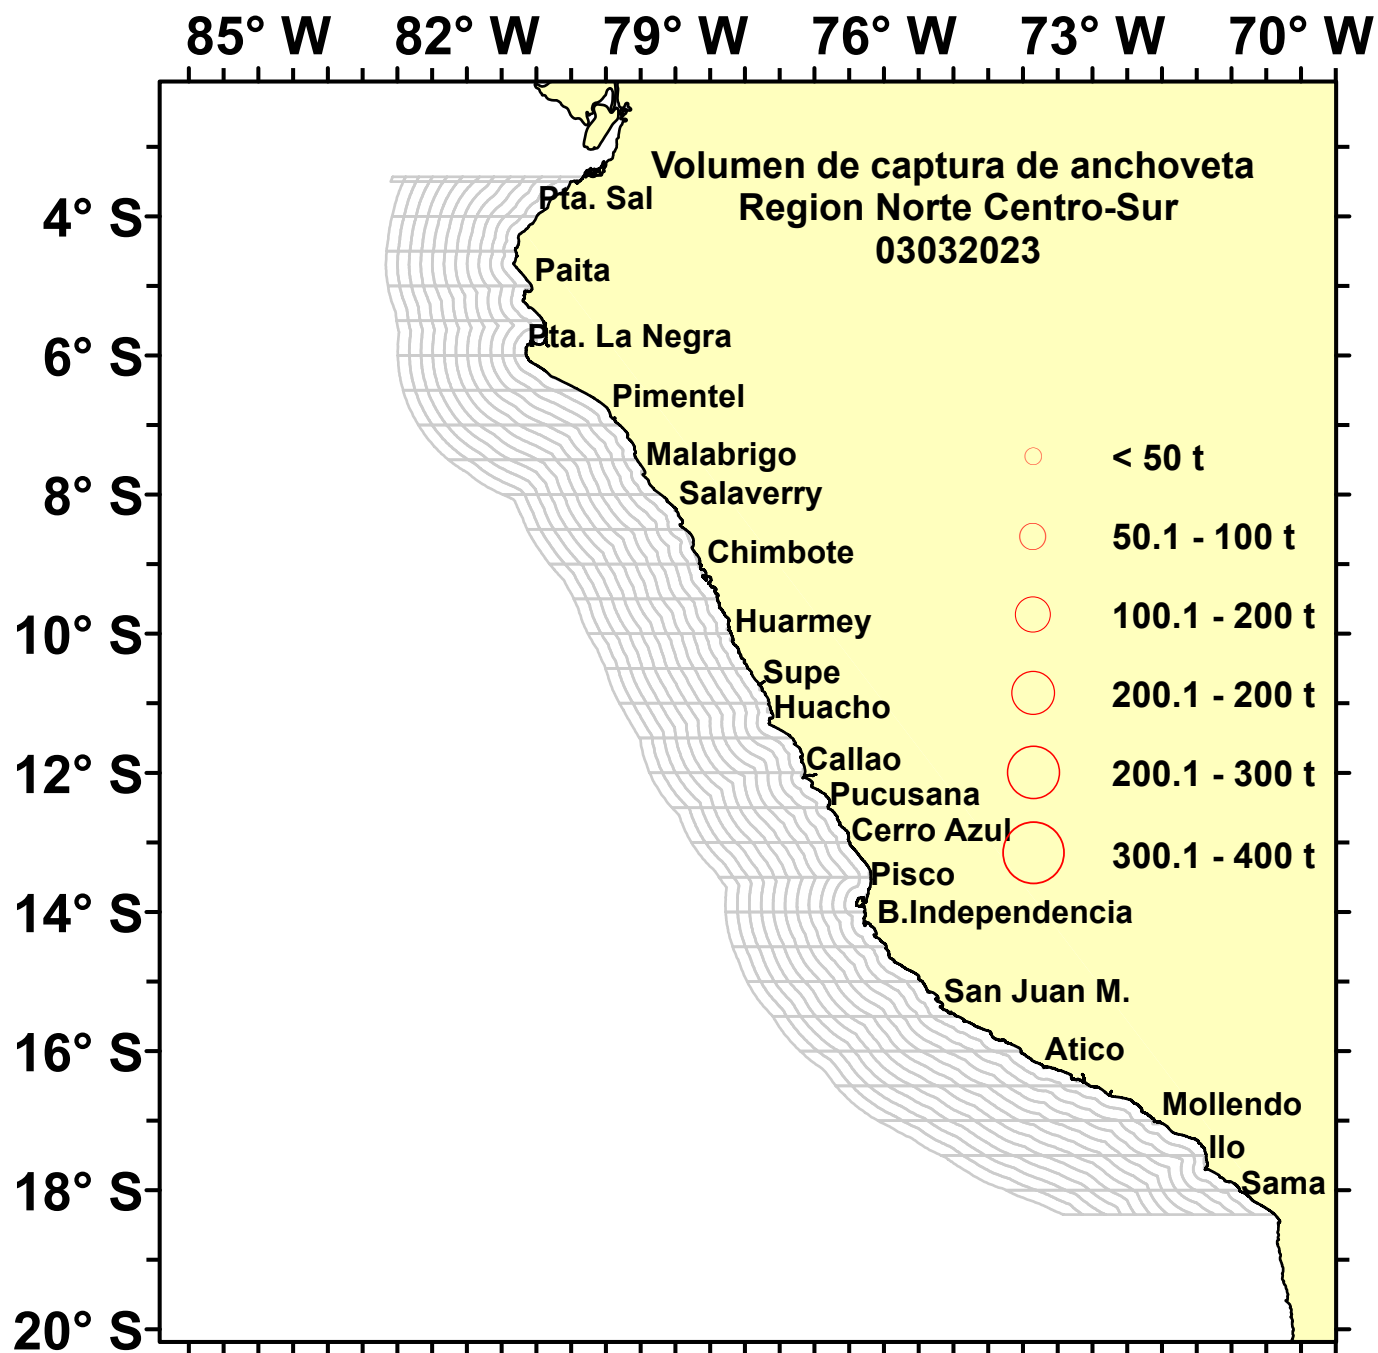 85° W 82° W 79° W 76° W 73° W 70° W
Volumen de captura de anchoveta
Region Norte Centro-Sur
03032023
4° S
6° S
8° S
10° S
12° S
14° S
16° S
18° S
20° S
Pta. Sal
Paita
Pta. La Negra
Pimentel
Malabrigo
Salaverry
Chimbote
Huarmey
Supe
Huacho
Callao
Pucusana
Cerro Azul
Pisco
B.Independencia
San Juan M.
Atico
Mollendo
Ilo
Sama
< 50 t
50.1 - 100 t
100.1 - 200 t
200.1 - 200 t
200.1 - 300 t
300.1 - 400 t